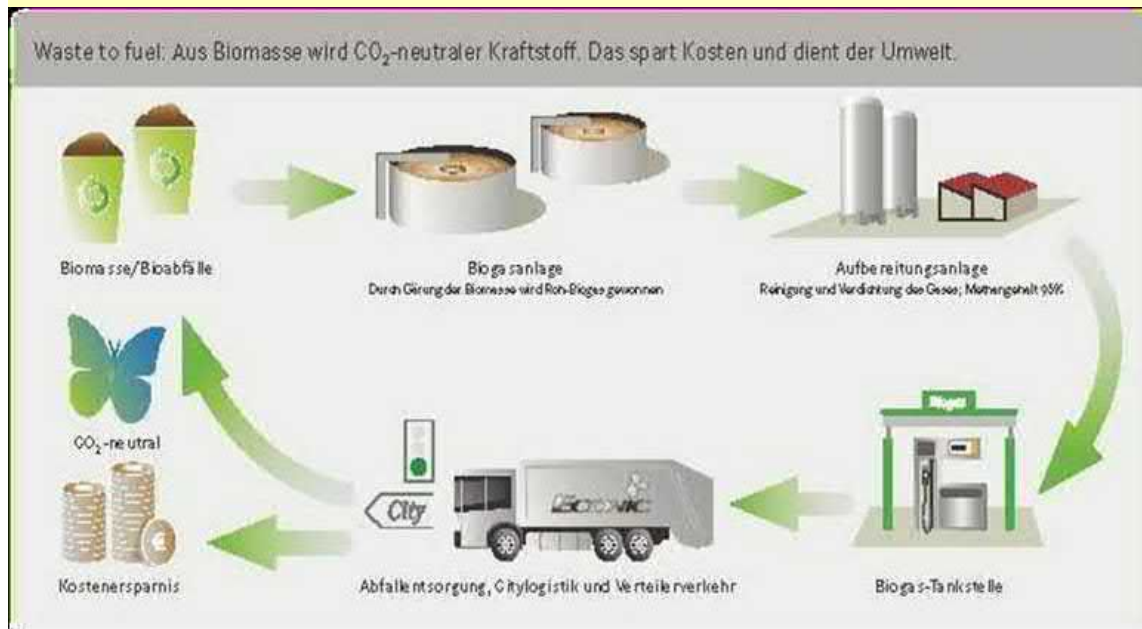 Waste to fuel: Aus Biomasse wird CO₂-neutraler Kraftstoff. Das spart Kosten und dient der Umwelt.
Biomasse/Bioabfälle
Biogasanlage
Durch Gärung der Biomasse wird Roh-Biogas gewonnen
Aufbereitungsanlage
Reinigung und Verdichtung des Gases; Methangehalt 95%
CO₂-neutral
City
Econic
Biogas
Kostenersparnis
Abfallentsorgung, Citylogistik und Verteilerverkehr
Biogas-Tankstelle